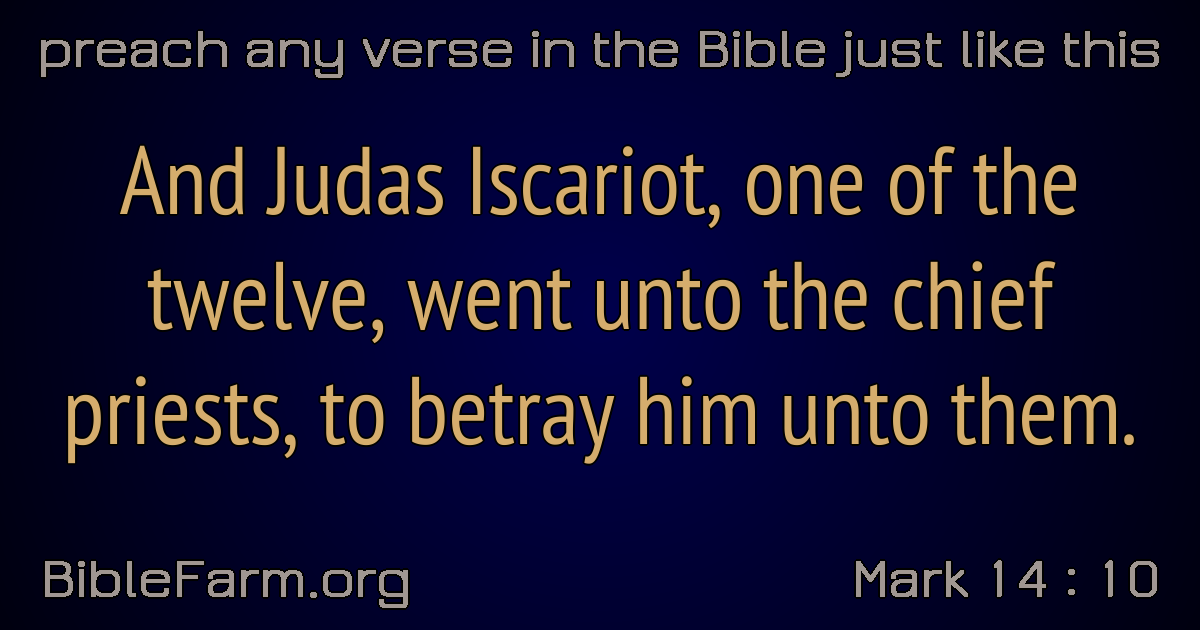 preach any verse in the Bible just like this
And Judas Iscariot, one of the
twelve, went unto the chief
priests, to betray him unto them.
BibleFarm.org
Mark 14 : 10